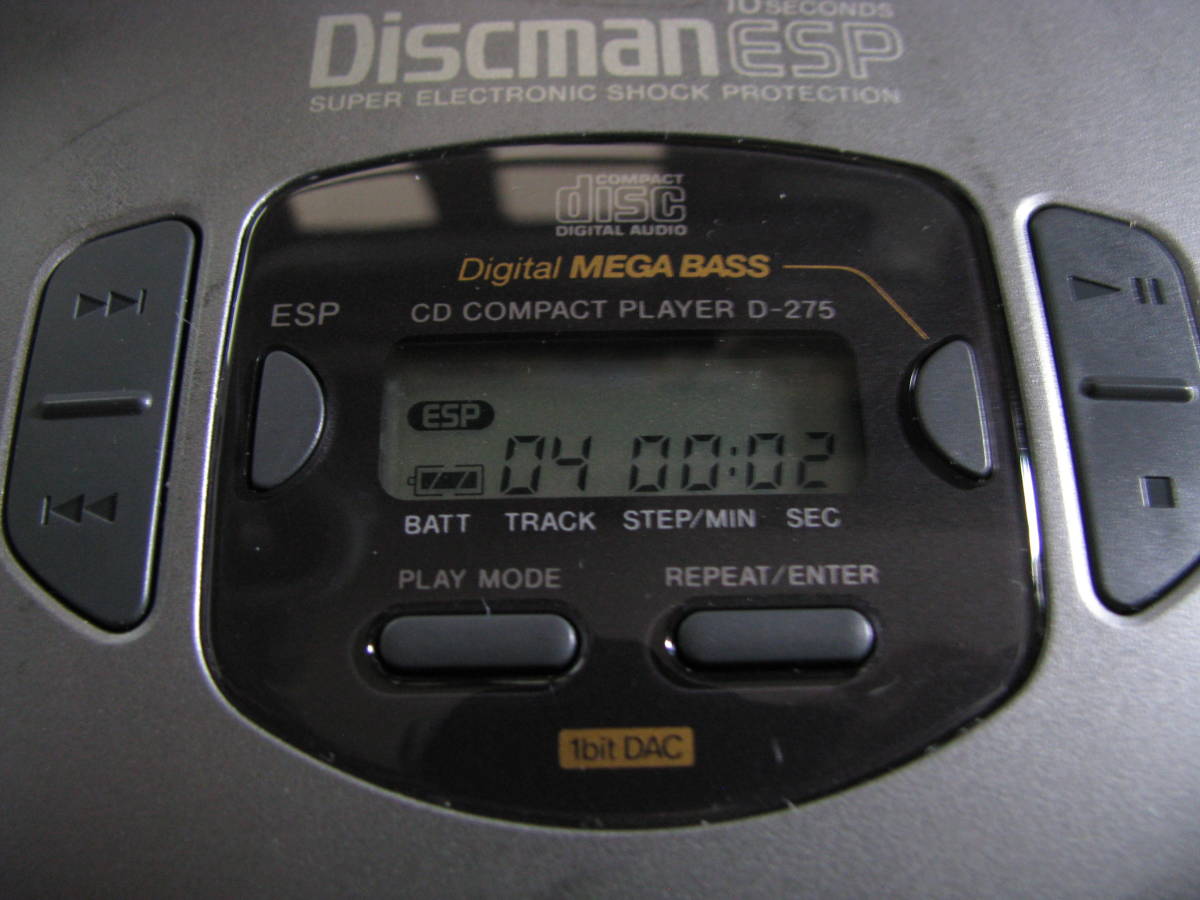 10 SECONDS
Discman ESP
SUPER ELECTRONIC SHOCK PROTECTION
COMPACT
disc
DIGITAL AUDIO
Digital MEGA BASS
ESP
CD COMPACT PLAYER D-275
ESP
04 00:02
BATT TRACK STEP/MIN SEC
PLAY MODE REPEAT/ENTER
1bit DAC